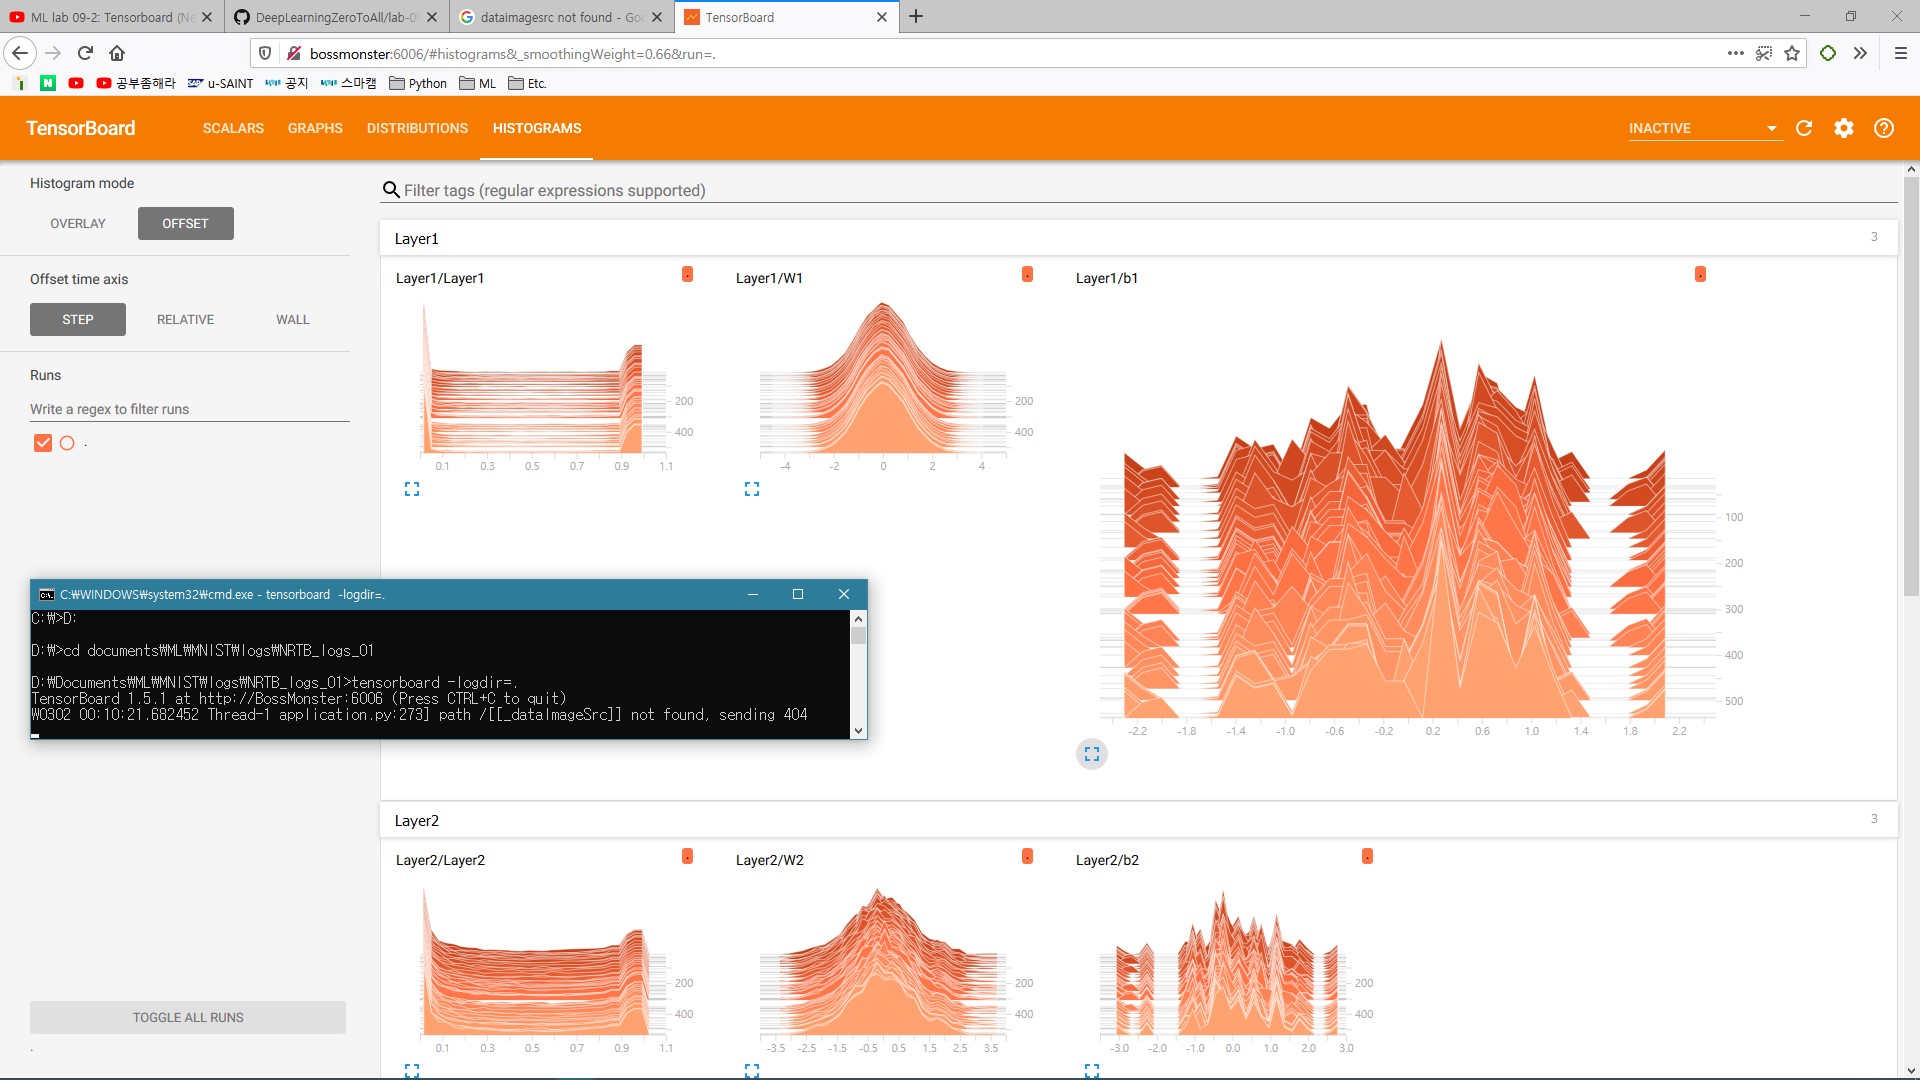 ML lab 09-2: Tensorboard (Ne
DeepLearningZeroToAll/lab-0
dataimagesrc not found - Goo
TensorBoard
bossmonster:6006/#histograms&_smoothingWeight=0.66&run=.
공부좀해라
u-SAINT
공지
스마캠
Python
ML
Etc.
TensorBoard
SCALARS
GRAPHS
DISTRIBUTIONS
HISTOGRAMS
INACTIVE
Histogram mode
OVERLAY
OFFSET
Offset time axis
STEP
RELATIVE
WALL
Runs
Write a regex to filter runs
.
TOGGLE ALL RUNS
.
Filter tags (regular expressions supported)
Layer1
3
Layer1/Layer1
.
200
400
0.1 0.3 0.5 0.7 0.9 1.1
Layer1/W1
.
200
400
-4 -2 0 2 4
Layer1/b1
.
100
200
300
400
500
-2.2 -1.8 -1.4 -1.0 -0.6 -0.2 0.2 0.6 1.0 1.4 1.8 2.2
C:\WINDOWS\system32\cmd.exe - tensorboard  -logdir=.
C:\>D:
D:\>cd documents\ML\MNIST\logs\NRTB_logs_01
D:\Documents\ML\MNIST\logs\NRTB_logs_01>tensorboard -logdir=.
TensorBoard 1.5.1 at http://BossMonster:6006 (Press CTRL+C to quit)
W0302 00:10:21.682452 Thread-1 application.py:273] path /[[_dataImageSrc]] not found, sending 404
Layer2
3
Layer2/Layer2
.
200
400
0.1 0.3 0.5 0.7 0.9 1.1
Layer2/W2
.
200
400
-3.5 -2.5 -1.5 -0.5 0.5 1.5 2.5 3.5
Layer2/b2
.
200
400
-3.0 -2.0 -1.0 0.0 1.0 2.0 3.0